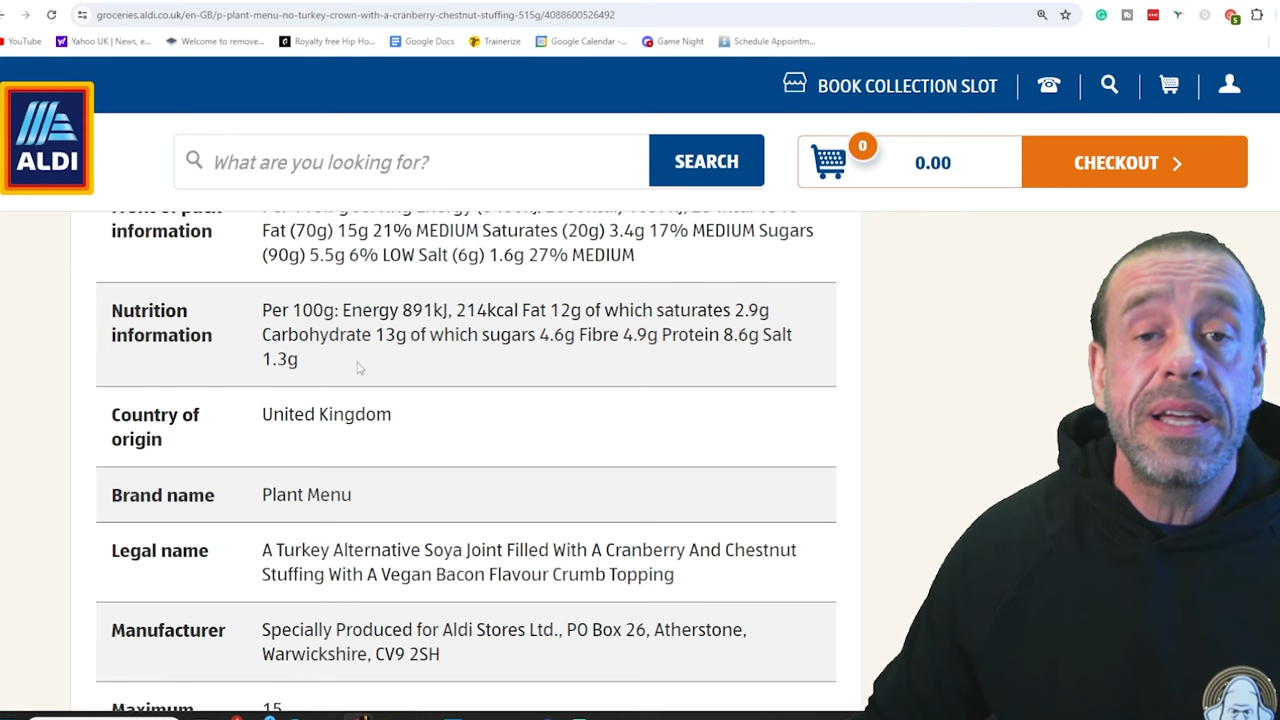 groceries.aldi.co.uk/en-GB/p-plant-menu-no-turkey-crown-with-a-cranberry-chestnut-stuffing-515g/4088600526492
YouTube Yahoo UK | News, e... Welcome to remove... Royalty free Hip Ho... Google Docs Trainerize Google Calendar -... Game Night Schedule Appointm...
BOOK COLLECTION SLOT
ALDI
What are you looking for?
SEARCH
0
0.00
CHECKOUT
information
Fat (70g) 15g 21% MEDIUM Saturates (20g) 3.4g 17% MEDIUM Sugars
(90g) 5.5g 6% LOW Salt (6g) 1.6g 27% MEDIUM
Nutrition
information
Per 100g: Energy 891kJ, 214kcal Fat 12g of which saturates 2.9g
Carbohydrate 13g of which sugars 4.6g Fibre 4.9g Protein 8.6g Salt
1.3g
Country of
origin
United Kingdom
Brand name
Plant Menu
Legal name
A Turkey Alternative Soya Joint Filled With A Cranberry And Chestnut
Stuffing With A Vegan Bacon Flavour Crumb Topping
Manufacturer
Specially Produced for Aldi Stores Ltd., PO Box 26, Atherstone,
Warwickshire, CV9 2SH
Maximum
15